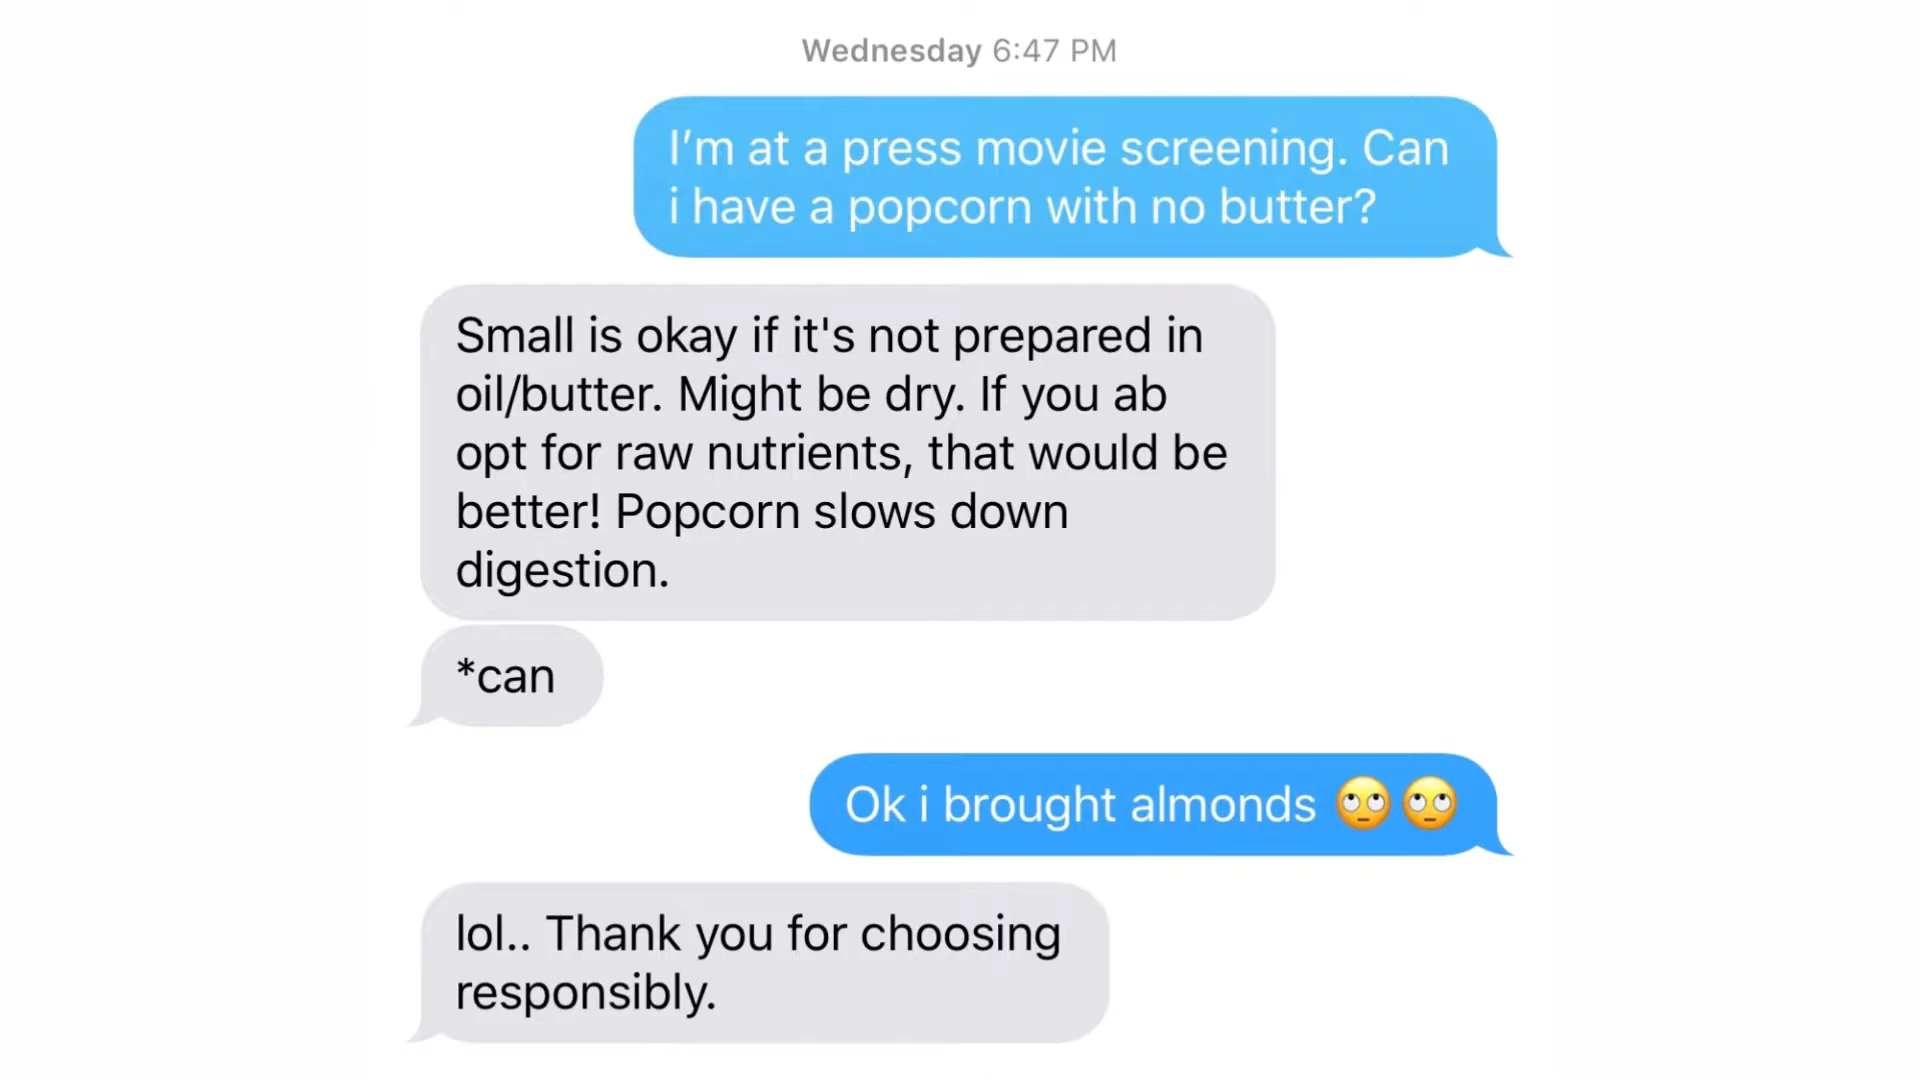 Wednesday 6:47 PM
I’m at a press movie screening. Can
i have a popcorn with no butter?
Small is okay if it's not prepared in
oil/butter. Might be dry. If you ab
opt for raw nutrients, that would be
better! Popcorn slows down
digestion.
*can
Ok i brought almonds 🙄🙄
lol.. Thank you for choosing
responsibly.